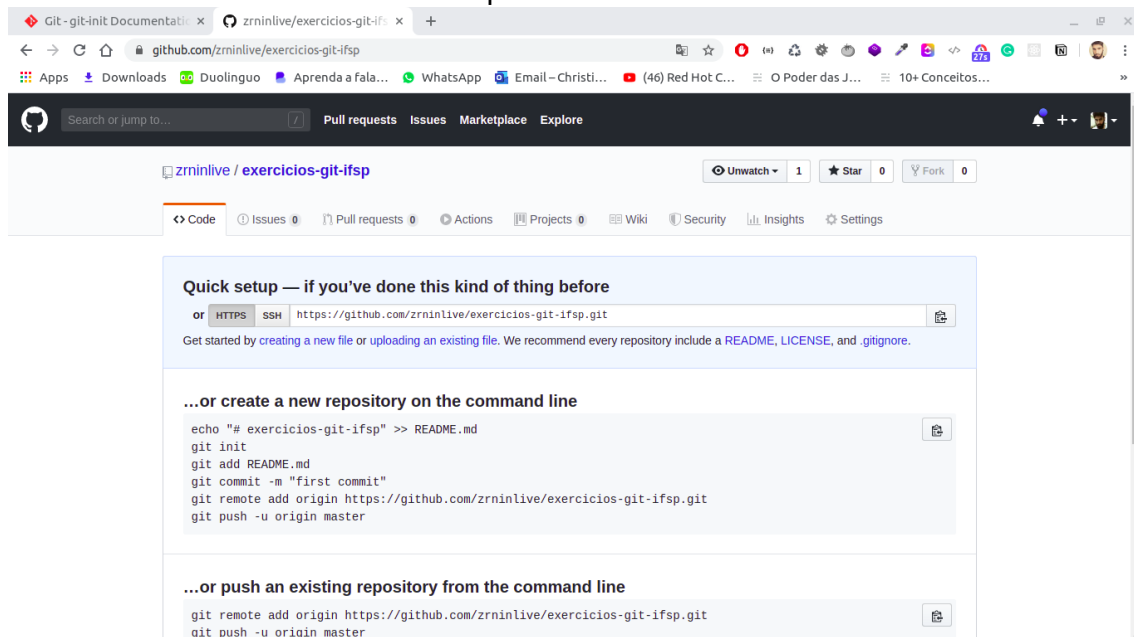 Git - git-init Documentatio
zrninlive/exercicios-git-ifs
github.com/zrninlive/exercicios-git-ifsp
27s
Apps Downloads Duolingo Aprenda a fala... WhatsApp Email – Christi... (46) Red Hot C... O Poder das J... 10+ Conceitos... »
Search or jump to... / Pull requests Issues Marketplace Explore
zrninlive / exercicios-git-ifsp
Unwatch 1 Star 0 Fork 0
Code Issues 0 Pull requests 0 Actions Projects 0 Wiki Security Insights Settings
Quick setup — if you’ve done this kind of thing before
or HTTPS SSH https://github.com/zrninlive/exercicios-git-ifsp.git
Get started by creating a new file or uploading an existing file. We recommend every repository include a README, LICENSE, and .gitignore.
…or create a new repository on the command line
echo "# exercicios-git-ifsp" >> README.md
git init
git add README.md
git commit -m "first commit"
git remote add origin https://github.com/zrninlive/exercicios-git-ifsp.git
git push -u origin master
…or push an existing repository from the command line
git remote add origin https://github.com/zrninlive/exercicios-git-ifsp.git
git push -u origin master